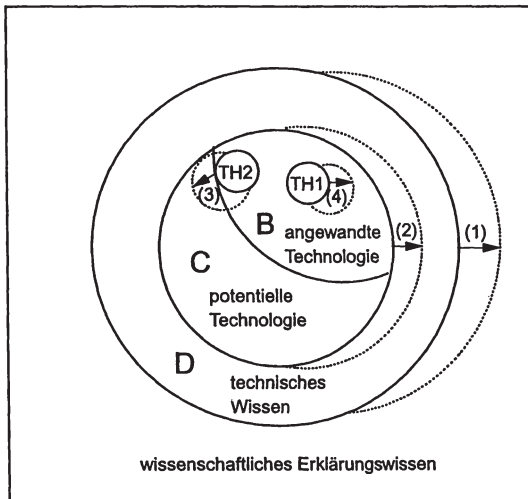 TH2
TH1
(3)
(4)
B
angewandte
Technologie
(2)
(1)
C
potentielle
Technologie
D
technisches
Wissen
wissenschaftliches Erklärungswissen